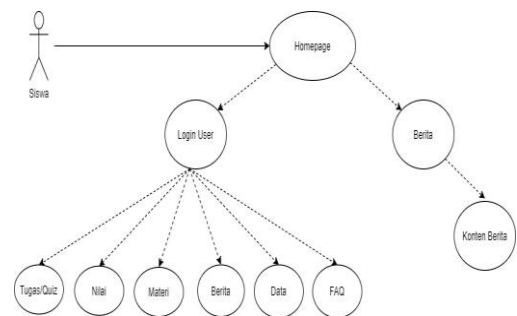 Homepage
Siswa
Login User
Berita
Konten Berita
Tugas/Quiz
Nilai
Materi
Berita
Data
FAQ